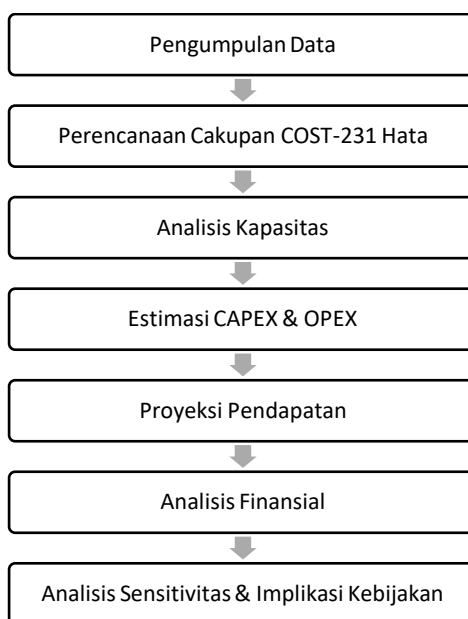 Pengumpulan Data
Perencanaan Cakupan COST-231 Hata
Analisis Kapasitas
Estimasi CAPEX & OPEX
Proyeksi Pendapatan
Analisis Finansial
Analisis Sensitivitas & Implikasi Kebijakan